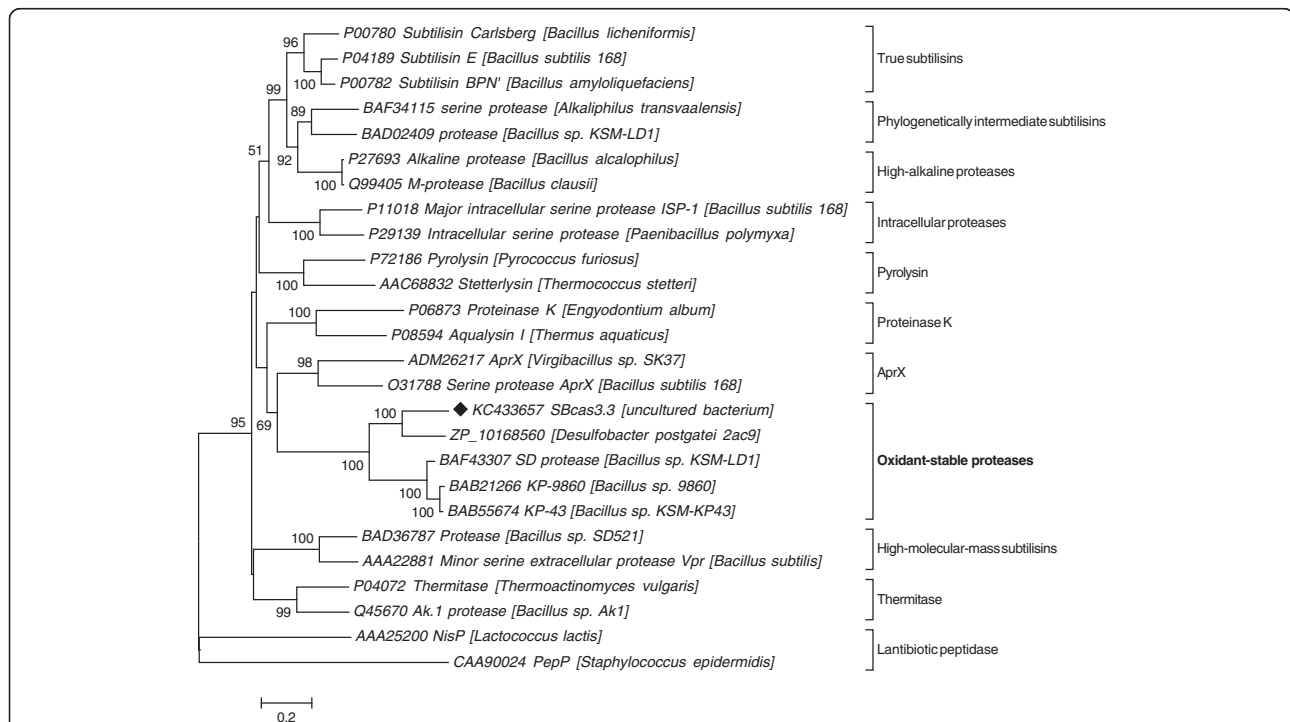 96
P00780 Subtilisin Carlsberg [Bacillus licheniformis]
P04189 Subtilisin E [Bacillus subtilis 168]
100
P00782 Subtilisin BPN' [Bacillus amyloliquefaciens]
True subtilisins
99
89
BAF34115 serine protease [Alkaliphilus transvaalensis]
BAD02409 protease [Bacillus sp. KSM-LD1]
Phylogenetically intermediate subtilisins
51
92
P27693 Alkaline protease [Bacillus alcalophilus]
100
Q99405 M-protease [Bacillus clausii]
High-alkaline proteases
P11018 Major intracellular serine protease ISP-1 [Bacillus subtilis 168]
100
P29139 Intracellular serine protease [Paenibacillus polymyxa]
Intracellular proteases
P72186 Pyrolysin [Pyrococcus furiosus]
100
AAC68832 Stetterlysin [Thermococcus stetteri]
Pyrolysin
100
P06873 Proteinase K [Engyodontium album]
P08594 Aqualysin I [Thermus aquaticus]
Proteinase K
98
ADM26217 AprX [Virgibacillus sp. SK37]
O31788 Serine protease AprX [Bacillus subtilis 168]
AprX
95
69
100
KC433657 SBcas3.3 [uncultured bacterium]
ZP_10168560 [Desulfobacter postgatei 2ac9]
100
BAF43307 SD protease [Bacillus sp. KSM-LD1]
100
BAB21266 KP-9860 [Bacillus sp. 9860]
100
BAB55674 KP-43 [Bacillus sp. KSM-KP43]
Oxidant-stable proteases
100
BAD36787 Protease [Bacillus sp. SD521]
AAA22881 Minor serine extracellular protease Vpr [Bacillus subtilis]
High-molecular-mass subtilisins
P04072 Thermitase [Thermoactinomyces vulgaris]
99
Q45670 Ak.1 protease [Bacillus sp. Ak1]
Thermitase
AAA25200 NisP [Lactococcus lactis]
CAA90024 PepP [Staphylococcus epidermidis]
Lantibiotic peptidase
0.2